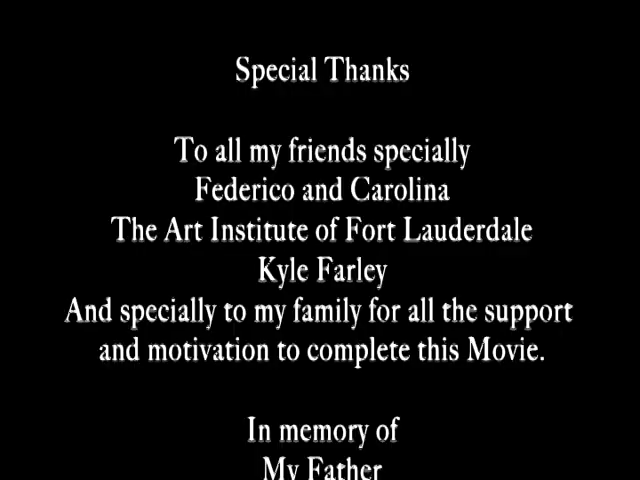 Special Thanks
To all my friends specially
Federico and Carolina
The Art Institute of Fort Lauderdale
Kyle Farley
And specially to my family for all the support
and motivation to complete this Movie.
In memory of
My Father